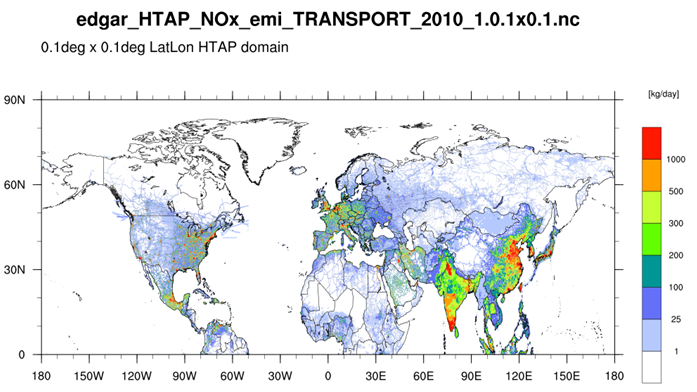 edgar_HTAP_NOx_emi_TRANSPORT_2010_1.0.1x0.1.nc
0.1deg x 0.1deg LatLon HTAP domain
[kg/day]
90N
60N
30N
0
1000
500
300
200
100
25
1
180 150W 120W 90W 60W 30W 0 30E 60E 90E 120E 150E 180